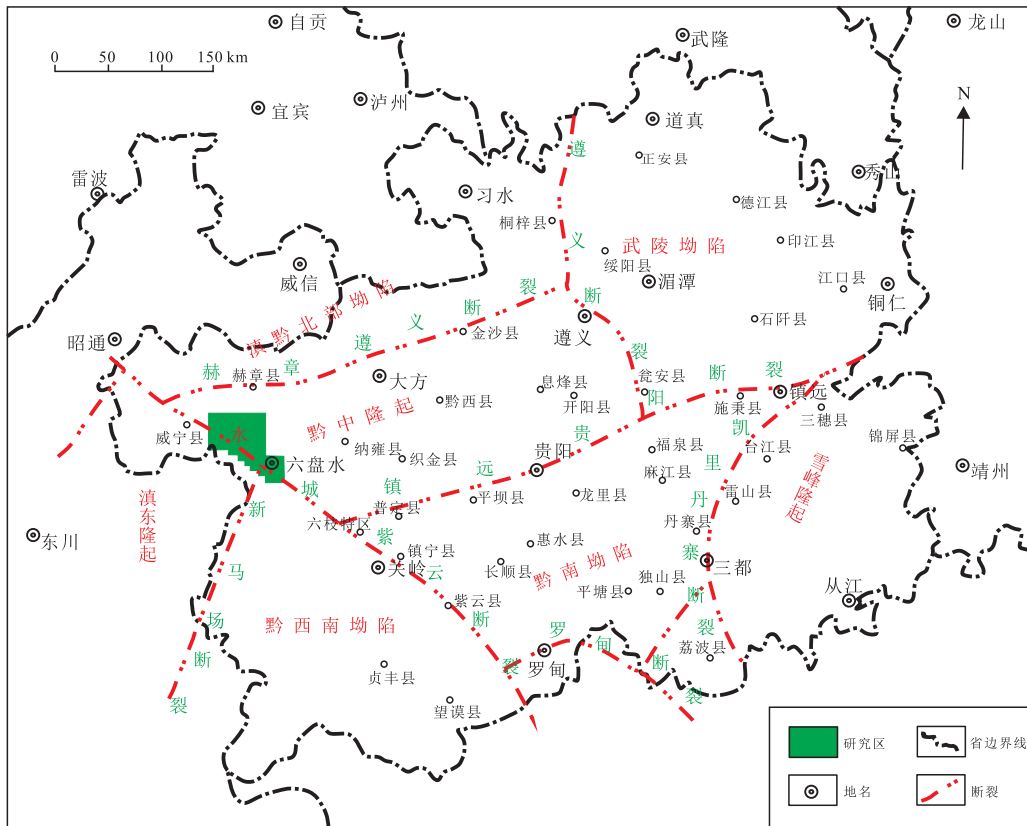 自贡
龙山
武隆
0 50 100 150 km
宜宾
泸州
道真
N
正安县
雷波
习水
秀山
德江县
桐梓县
印江县
武陵坳陷
绥阳县
威信
湄潭
江口县
铜仁
滇黔北部坳陷
昭通
金沙县
遵义
石阡县
赫章县
大方
黔西县
息烽县
开阳县
瓮安县
施秉县
镇远
三穗县
威宁县
黔中隆起
纳雍县
织金县
六盘水
贵阳
福泉县
台江县
锦屏县
靖州
麻江县
雪峰隆起
滇东隆起
普定县
平坝县
龙里县
雷山县
六枝特区
丹寨县
东川
镇宁县
惠水县
关岭
长顺县
黔南坳陷
三都
平塘县
独山县
从江
紫云县
黔西南坳陷
罗甸
荔波县
贞丰县
望谟县
遵义断裂
赫章遵义断裂
水城紫云断裂
镇远贵阳断裂
凯里丹寨断裂
新马场断裂
罗甸断裂
研究区
省边界线
地名
断裂